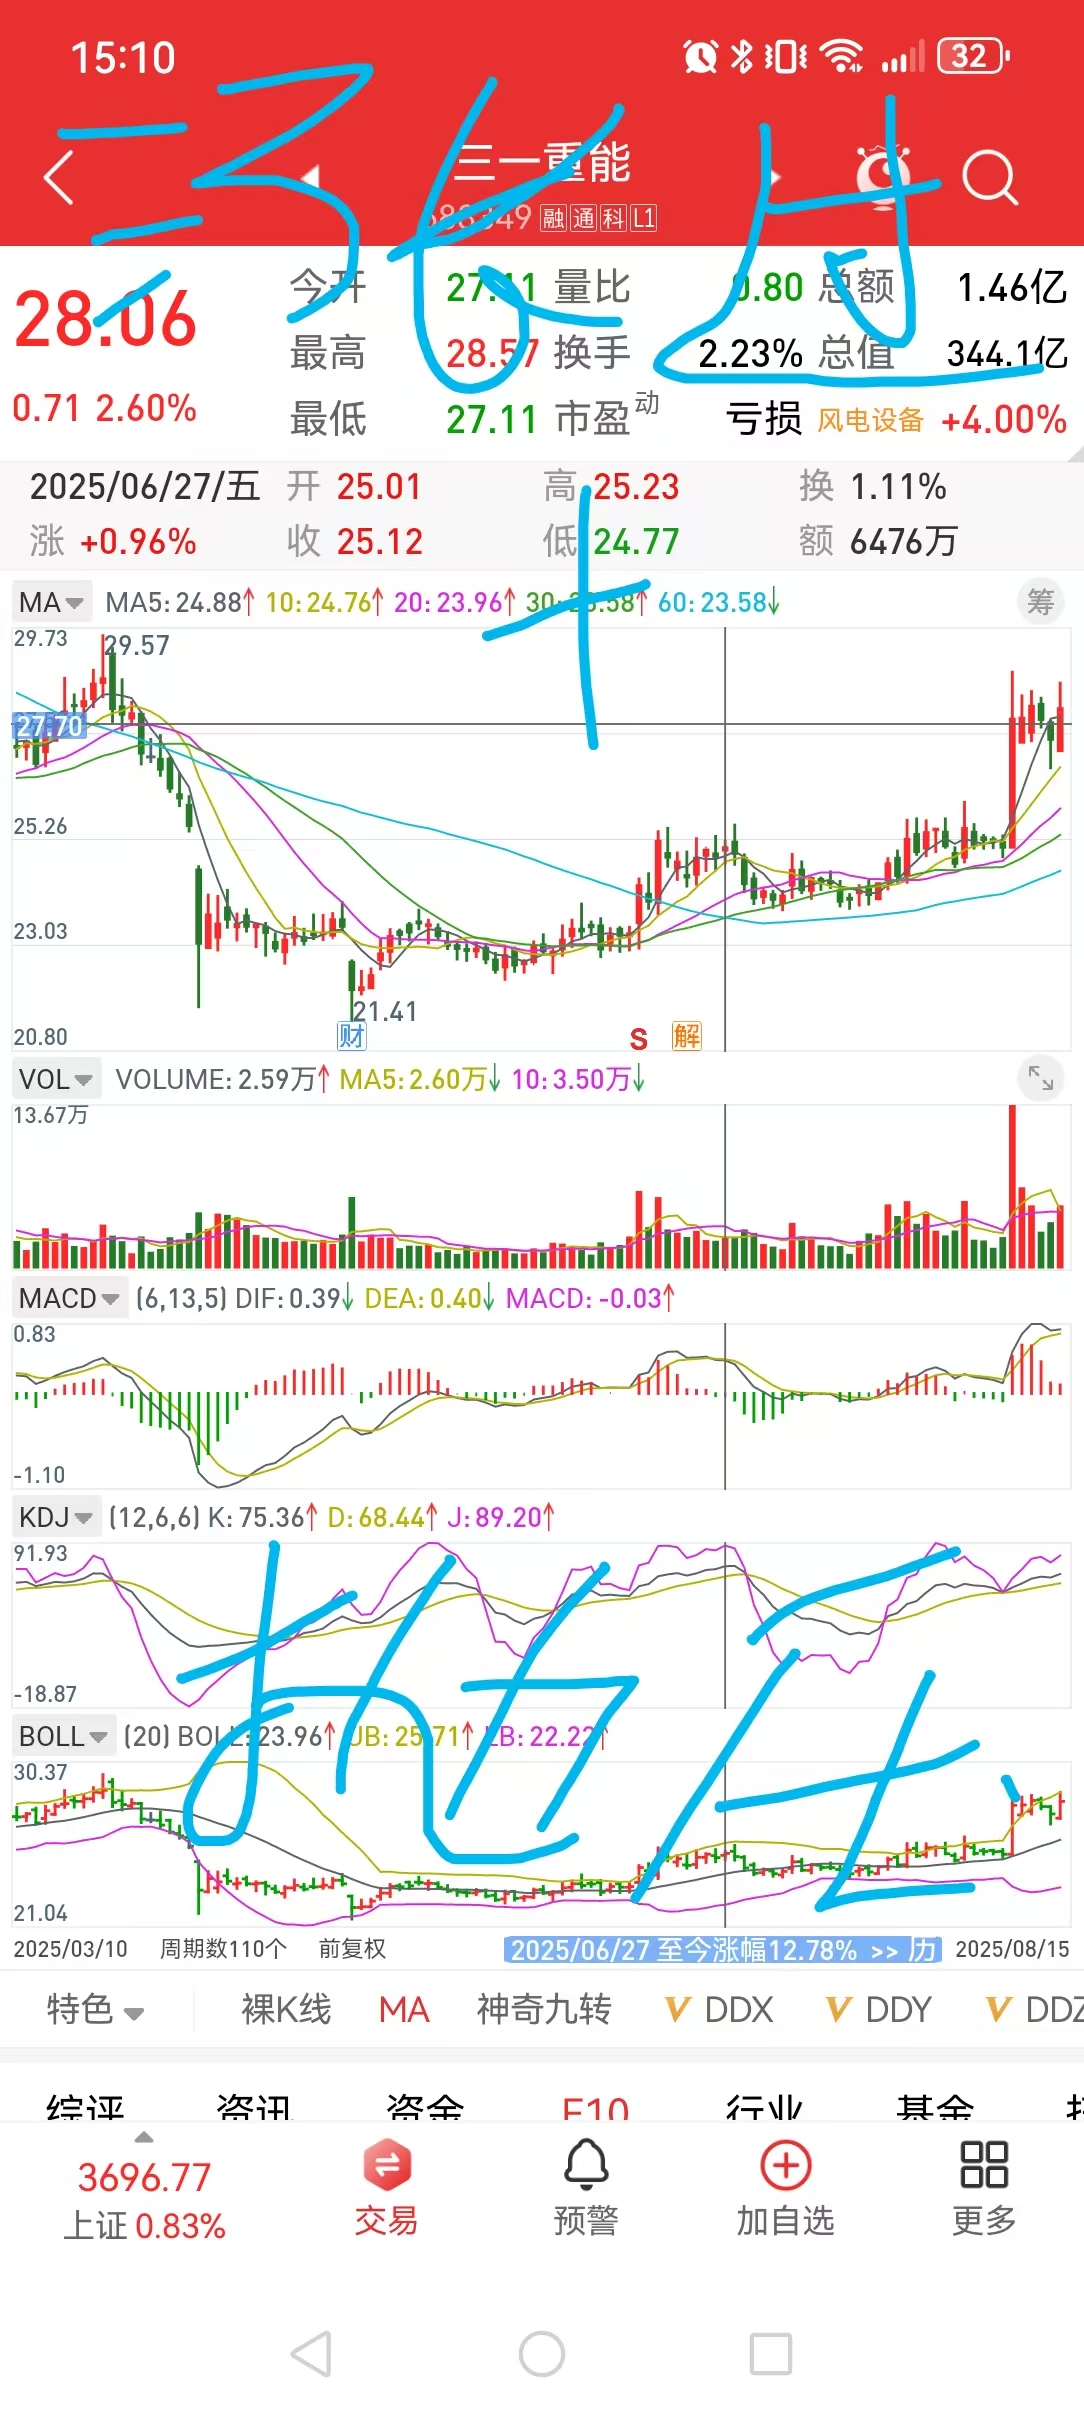 15:10 32
三一重能
688349 融 通 科 L1
28.06 今开 27.11 量比 0.80 总额 1.46亿
最高 28.57 换手 2.23% 总值 344.1亿
0.71 2.60% 最低 27.11 市盈动 亏损 风电设备 +4.00%
2025/06/27/五 开 25.01 高 25.23 换 1.11%
涨 +0.96% 收 25.12 低 24.77 额 6476万
MA MA5:24.88↑ 10:24.76↑ 20:23.96↑ 30:23.58↑ 60:23.58↓ 筹
29.73
29.57
27.70
25.26
23.03
21.41
20.80
财 S 解
VOL VOLUME:2.59万↑ MA5:2.60万↓ 10:3.50万↓
13.67万
MACD (6,13,5) DIF:0.39↓ DEA:0.40↓ MACD:-0.03↑
0.83
-1.10
KDJ (12,6,6) K:75.36↑ D:68.44↑ J:89.20↑
91.93
-18.87
BOLL (20) BOLL:23.96↑ UB:25.71↑ LB:22.22↑
30.37
21.04
2025/03/10 周期数110个 前复权 2025/06/27 至今涨幅12.78% >> 历 2025/08/15
特色 裸K线 MA 神奇九转 V DDX V DDY V DDZ
综评 资讯 资金 F10 行业 基金
3696.77
上证 0.83% 交易 预警 加自选 更多